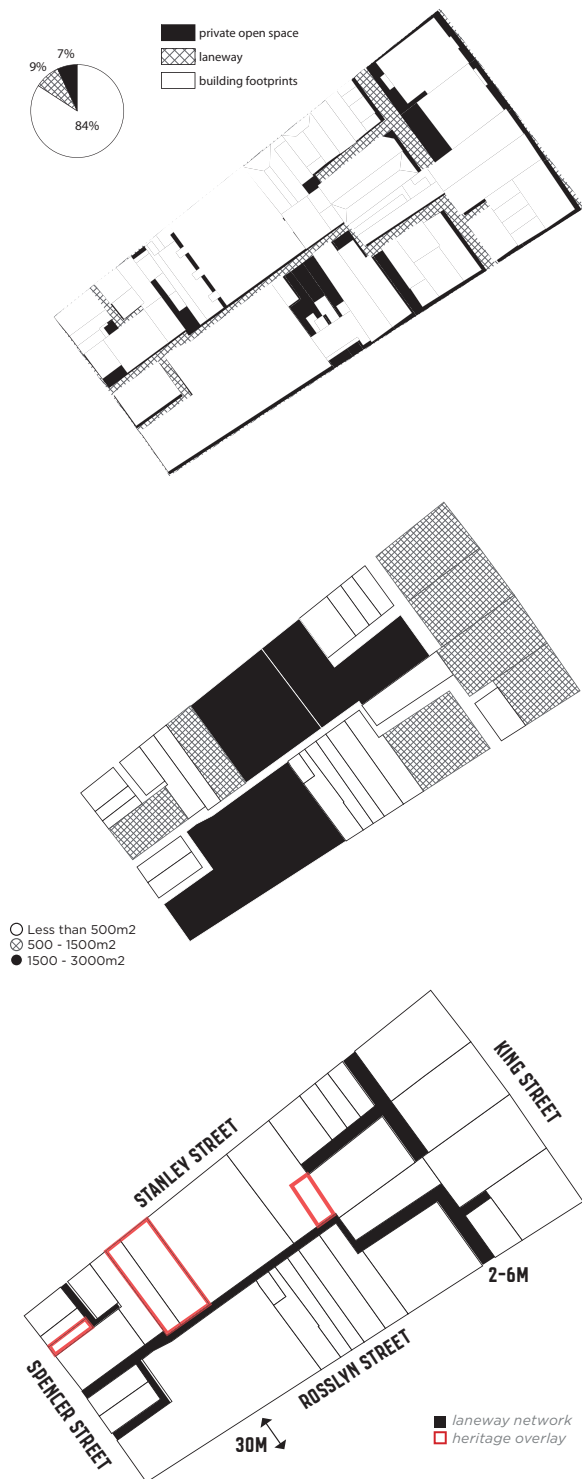 private open space
7%
9%
laneway
building footprints
84%
Less than 500m2
500 - 1500m2
1500 - 3000m2
KING STREET
STANLEY STREET
2-6M
SPENCER STREET
ROSSLYN STREET
30M
laneway network
heritage overlay